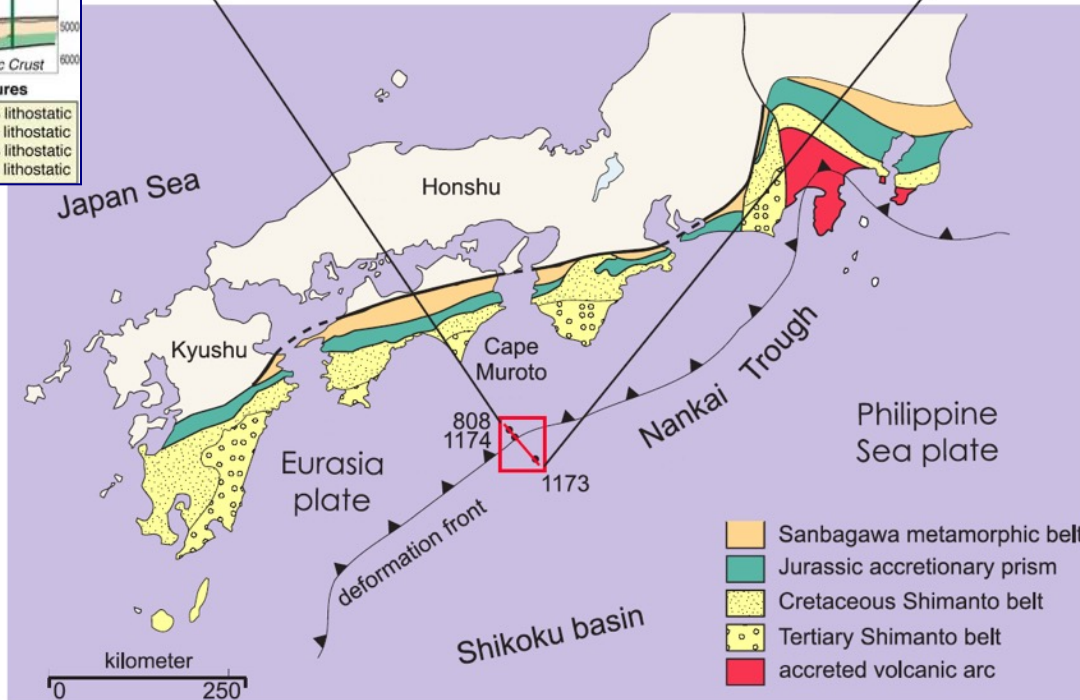 5000
6000
c Crust
ures
lithostatic
lithostatic
lithostatic
lithostatic
Japan Sea
Honshu
Kyushu
Cape
Muroto
808
1174
1173
Nankai Trough
Philippine
Sea plate
Eurasia
plate
deformation front
Shikoku basin
Sanbagawa metamorphic belt
Jurassic accretionary prism
Cretaceous Shimanto belt
Tertiary Shimanto belt
accreted volcanic arc
kilometer
0 250